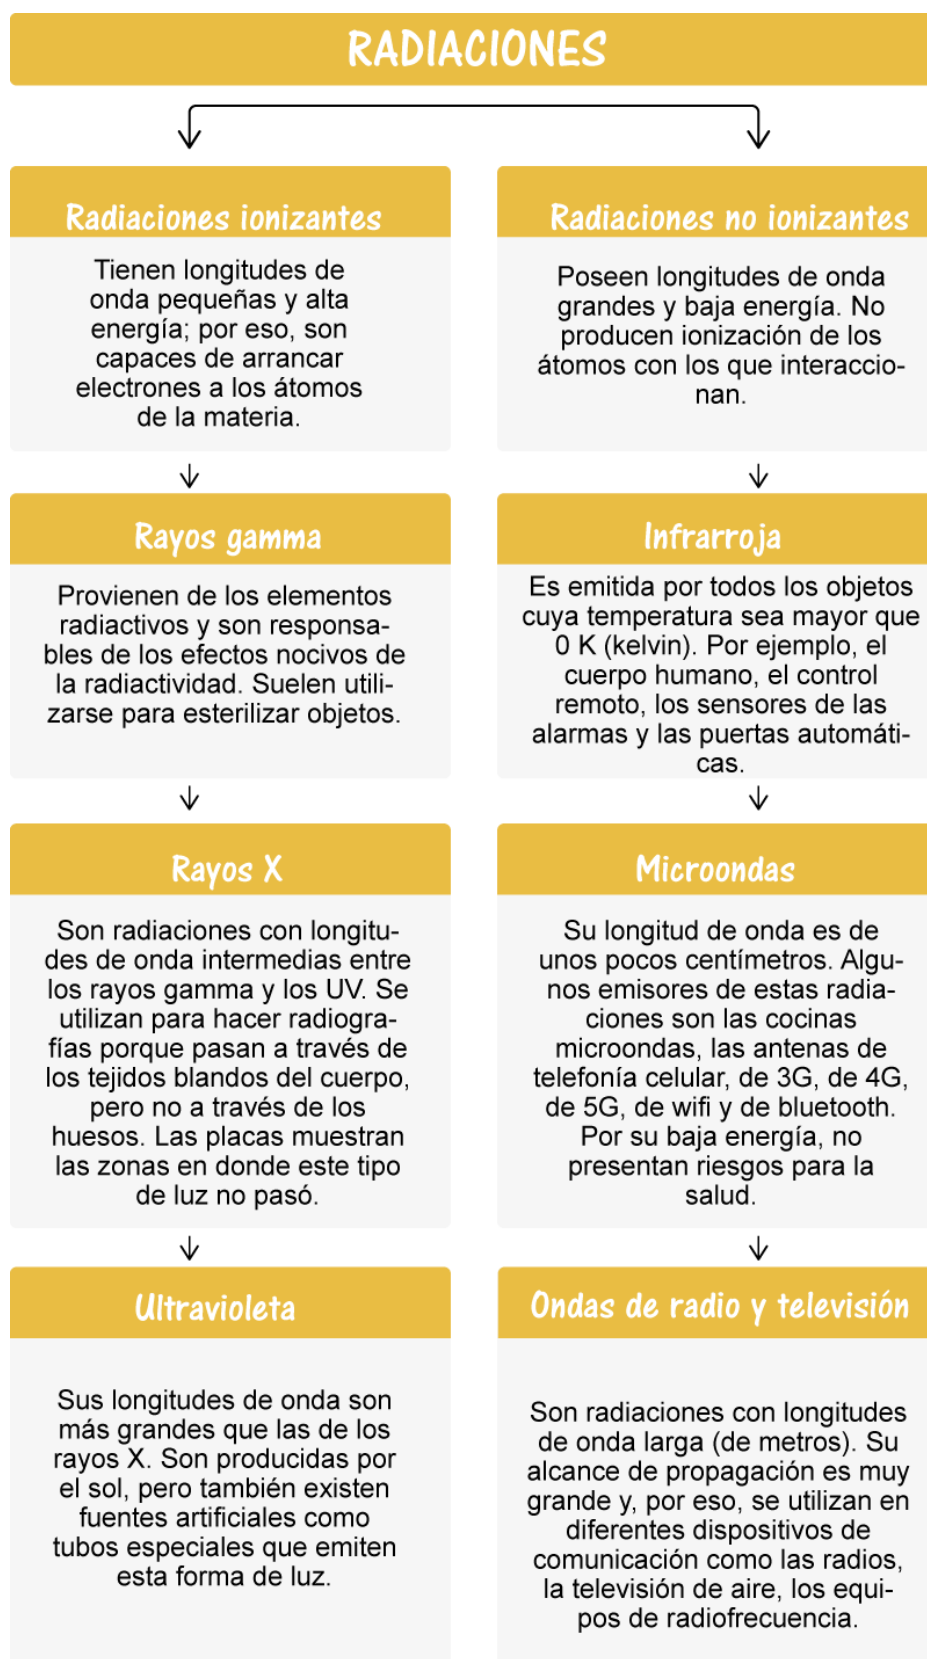 RADIACIONES
Radiaciones ionizantes
Tienen longitudes de
onda pequeñas y alta
energía; por eso, son
capaces de arrancar
electrones a los átomos
de la materia.
Rayos gamma
Provienen de los elementos
radiactivos y son responsa-
bles de los efectos nocivos de
la radiactividad. Suelen utili-
zarse para esterilizar objetos.
Rayos X
Son radiaciones con longitu-
des de onda intermedias entre
los rayos gamma y los UV. Se
utilizan para hacer radiogra-
fías porque pasan a través de
los tejidos blandos del cuerpo,
pero no a través de los
huesos. Las placas muestran
las zonas en donde este tipo
de luz no pasó.
Ultravioleta
Sus longitudes de onda son
más grandes que las de los
rayos X. Son producidas por
el sol, pero también existen
fuentes artificiales como
tubos especiales que emiten
esta forma de luz.
Radiaciones no ionizantes
Poseen longitudes de onda
grandes y baja energía. No
producen ionización de los
átomos con los que interaccio-
nan.
Infrarroja
Es emitida por todos los objetos
cuya temperatura sea mayor que
0 K (kelvin). Por ejemplo, el
cuerpo humano, el control
remoto, los sensores de las
alarmas y las puertas automáti-
cas.
Microondas
Su longitud de onda es de
unos pocos centímetros. Algu-
nos emisores de estas radia-
ciones son las cocinas
microondas, las antenas de
telefonía celular, de 3G, de 4G,
de 5G, de wifi y de bluetooth.
Por su baja energía, no
presentan riesgos para la
salud.
Ondas de radio y televisión
Son radiaciones con longitudes
de onda larga (de metros). Su
alcance de propagación es muy
grande y, por eso, se utilizan en
diferentes dispositivos de
comunicación como las radios,
la televisión de aire, los equi-
pos de radiofrecuencia.